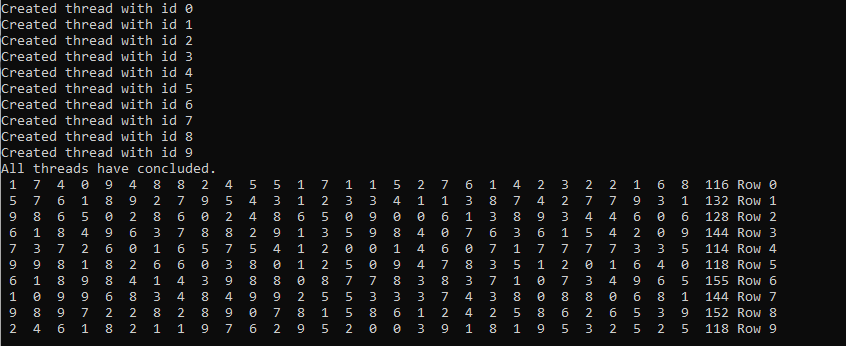 Created thread with id 0
Created thread with id 1
Created thread with id 2
Created thread with id 3
Created thread with id 4
Created thread with id 5
Created thread with id 6
Created thread with id 7
Created thread with id 8
Created thread with id 9
All threads have concluded.
1 7 4 0 9 4 8 8 2 4 5 5 1 7 1 1 5 2 7 6 1 4 2 3 2 2 1 6 8 116 Row 0
5 7 6 1 8 9 2 7 9 5 4 3 1 2 3 3 4 1 1 3 8 7 4 2 7 7 9 3 1 132 Row 1
9 8 6 5 0 2 8 6 0 2 4 8 6 5 0 9 0 0 6 1 3 8 9 3 4 4 6 0 6 128 Row 2
6 1 8 4 9 6 3 7 8 8 2 9 1 3 5 9 8 4 0 7 6 3 6 1 5 4 2 0 9 144 Row 3
7 3 7 2 6 0 1 6 5 7 5 4 1 2 0 0 1 4 6 0 7 1 7 7 7 7 3 3 5 114 Row 4
9 9 8 1 8 2 6 6 0 3 8 0 1 2 5 0 9 4 7 8 3 5 1 2 0 1 6 4 0 118 Row 5
6 1 8 9 8 4 1 4 3 9 8 8 0 8 7 7 8 3 8 3 7 1 0 7 3 4 9 6 5 155 Row 6
1 0 9 9 6 8 3 4 8 4 9 9 2 5 5 3 3 3 7 4 3 8 0 8 8 0 6 8 1 144 Row 7
9 8 9 7 2 2 8 2 8 9 0 7 8 1 5 8 6 1 2 4 2 5 8 6 2 6 5 3 9 152 Row 8
2 4 6 1 8 2 1 1 9 7 6 2 9 5 2 0 0 3 9 1 8 1 9 5 3 2 5 2 5 118 Row 9